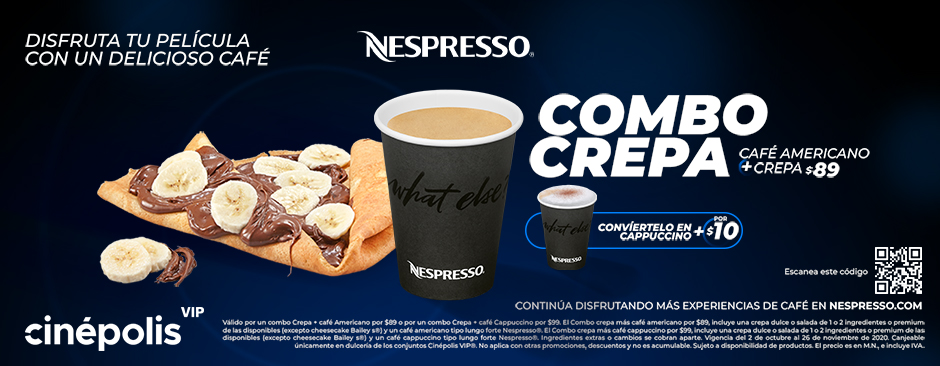 DISFRUTA TU PELÍCULA
CON UN DELICIOSO CAFÉ
NESPRESSO®
what else?
NESPRESSO®
COMBO
CREPA
CAFÉ AMERICANO
+CREPA $89
what else
NESPRESSO
CONVÍERTELO EN
CAPPUCCINO
+ POR
$10
Escanea este código
CONTINÚA DISFRUTANDO MÁS EXPERIENCIAS DE CAFÉ EN NESPRESSO.COM
cinépolis VIP
Válido por un combo Crepa + café Americano por $89 o por un combo Crepa + café Cappuccino por $99. El Combo crepa más café americano por $89, incluye una crepa dulce o salada de 1 o 2 ingredientes o premium
de las disponibles (excepto cheesecake Bailey s®) y un café americano tipo lungo forte Nespresso®. El Combo crepa más café cappuccino por $99, incluye una crepa dulce o salada de 1 o 2 ingredientes o premium de las
disponibles (excepto cheesecake Bailey s®) y un café cappuccino tipo lungo forte Nespresso®. Ingredientes extras o cambios se cobran aparte. Vigencia del 2 de octubre al 26 de noviembre de 2020. Canjeable
únicamente en dulcería de los conjuntos Cinépolis VIP®. No aplica con otras promociones, descuentos y no es acumulable. Sujeto a disponibilidad de productos. El precio es en M.N., e incluye IVA.